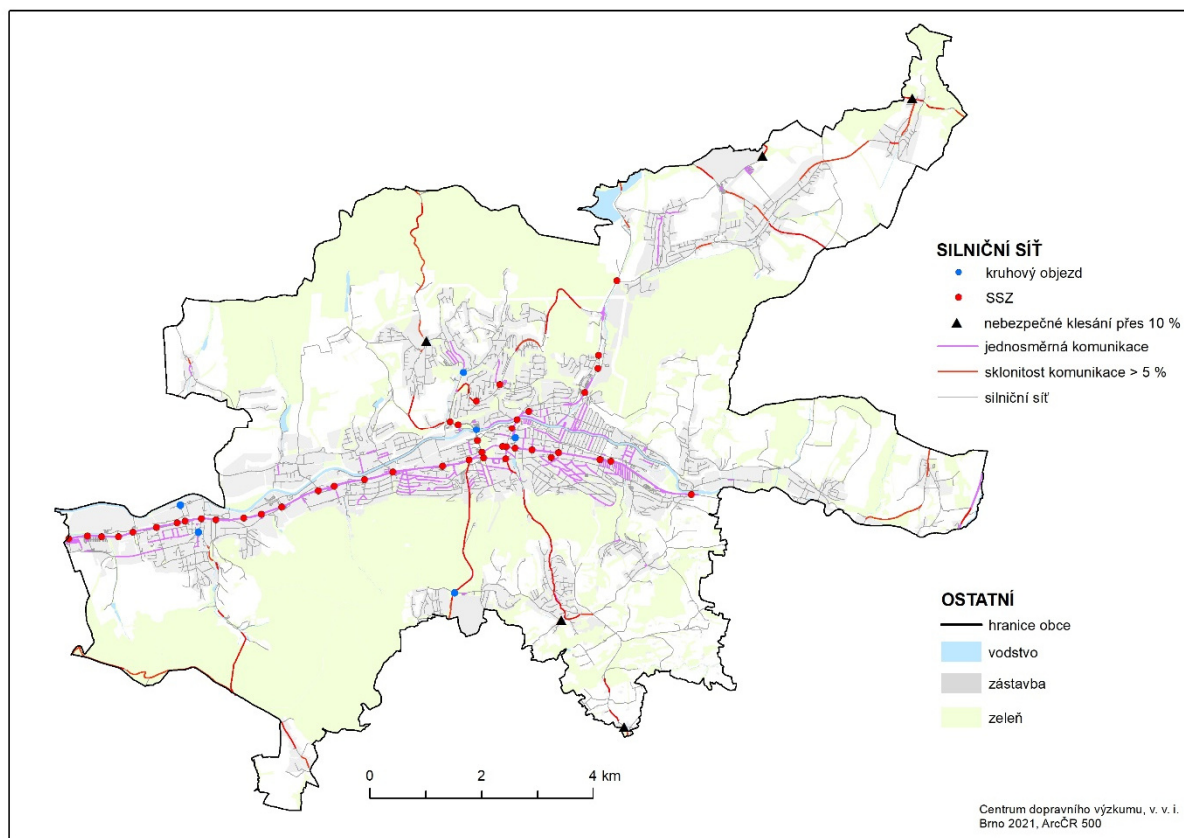 SILNIČNÍ SÍŤ
kruhový objezd
SSZ
nebezpečné klesání přes 10 %
jednosměrná komunikace
sklonitost komunikace > 5 %
silniční síť
OSTATNÍ
hranice obce
vodstvo
zástavba
zeleň
0 2 4 km
Centrum dopravního výzkumu, v. v. i.
Brno 2021, ArcČR 500